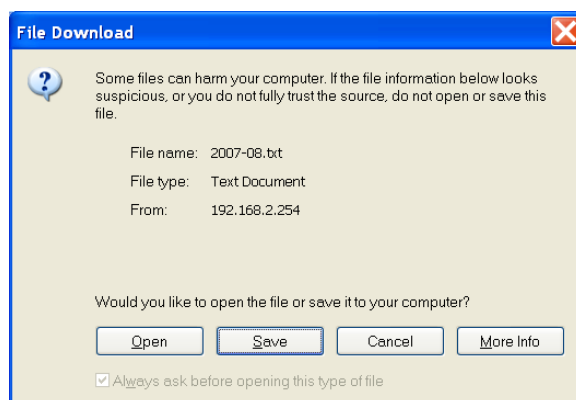 File Download
Some files can harm your computer. If the file information below looks
suspicious, or you do not fully trust the source, do not open or save this
file.
File name: 2007-08.txt
File type: Text Document
From: 192.168.2.254
Would you like to open the file or save it to your computer?
Open Save Cancel More Info
Always ask before opening this type of file